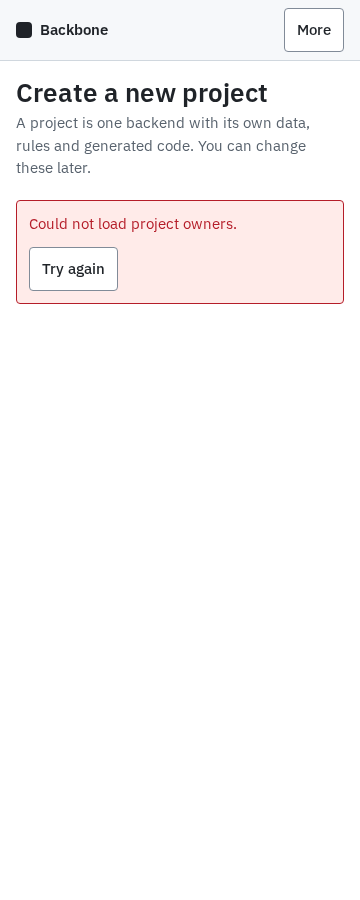 Backbone
More
Create a new project
A project is one backend with its own data,
rules and generated code. You can change
these later.
Could not load project owners.
Try again